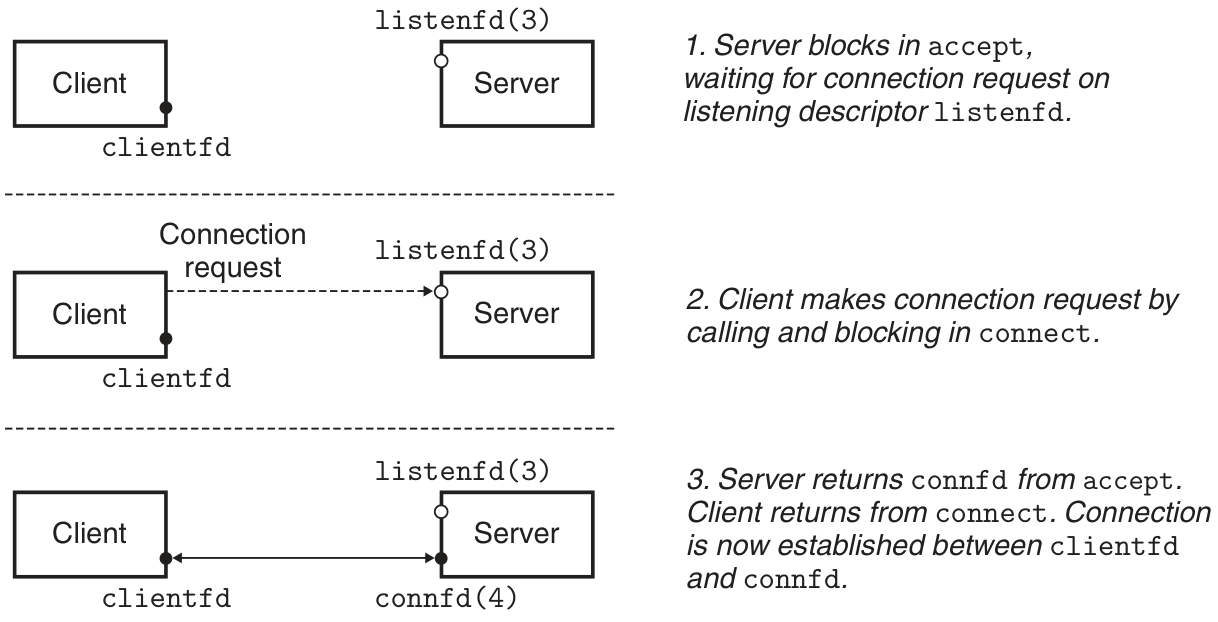 listenfd(3)
Client
Server
clientfd
1. Server blocks in accept,
waiting for connection request on
listening descriptor listenfd.
Connection
request
listenfd(3)
Client
Server
clientfd
2. Client makes connection request by
calling and blocking in connect.
listenfd(3)
Client
Server
clientfd
connfd(4)
3. Server returns connfd from accept.
Client returns from connect. Connection
is now established between clientfd
and connfd.